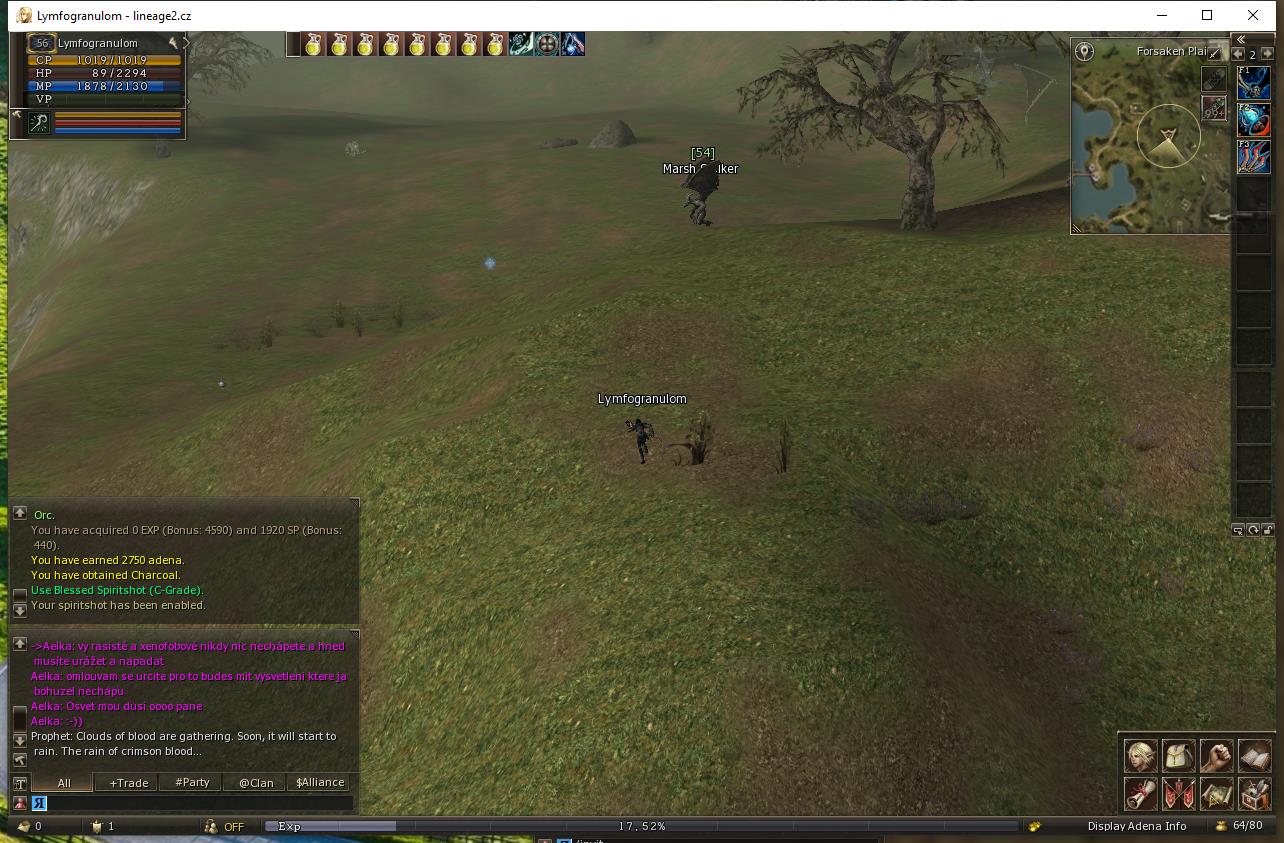 Lymfogranulom - lineage2.cz
56 Lymfogranulom
CP 1019/1019
HP 89/2294
MP 1878/2130
VP
Forsaken Plai
2
F1
F2
F3
99+
[54]
Marsh
lker
Lymfogranulom
Orc.
You have acquired 0 EXP (Bonus: 4590) and 1920 SP (Bonus:
440).
You have earned 2750 adena.
You have obtained Charcoal.
Use Blessed Spiritshot (C-Grade).
Your spiritshot has been enabled.
->Aelka: vy rasisté a xenofobové nikdy nic nechápete a hned
musíte urážet a napadat
Aelka: omlouvam se urcite pro to budes mit vysvetleni ktere ja
bohuzel nechapu
Aelka: Osvet mou dusi oooo pane
Aelka: :-))
Prophet: Clouds of blood are gathering. Soon, it will start to
rain. The rain of crimson blood...
All +Trade #Party @Clan $Alliance
Я
0 1 OFF Exp 17,52% Display Adena Info 64/80